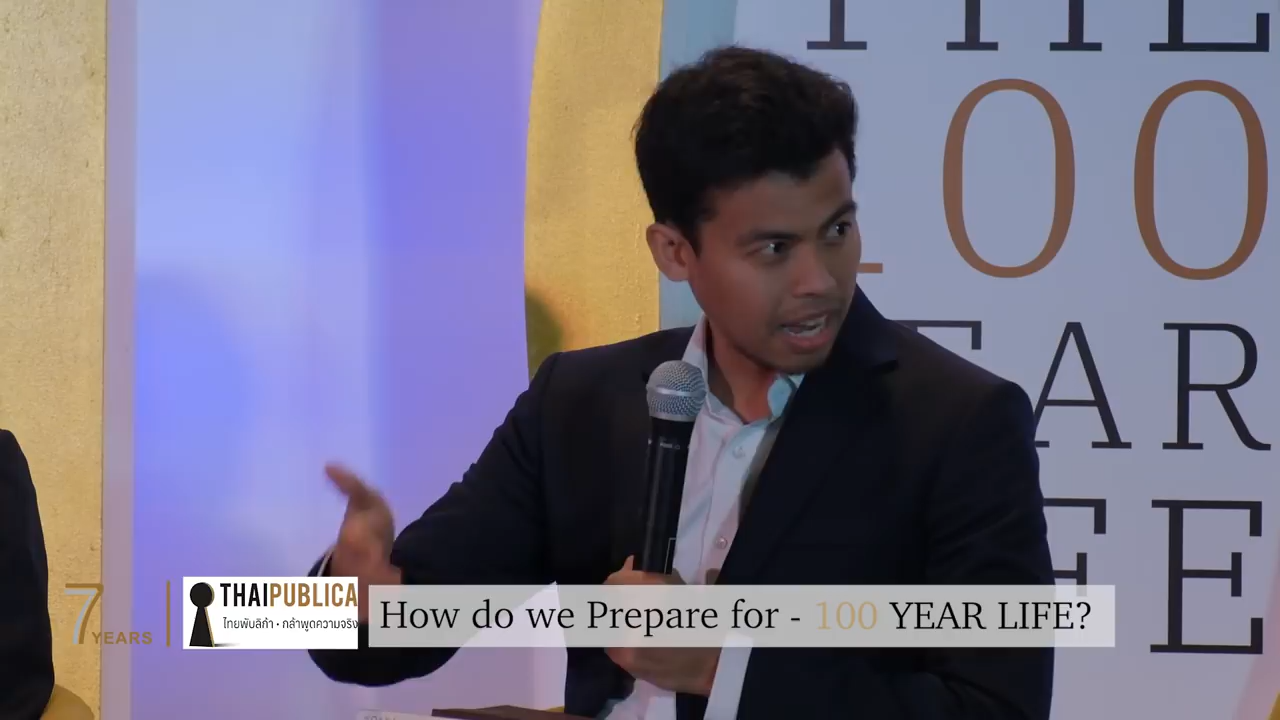 THE
100
YEAR
LIFE
7
YEARS
THAIPUBLICA
ไทยพับลิก้า • กล้าพูดความจริง
How do we Prepare for - 100 YEAR LIFE?